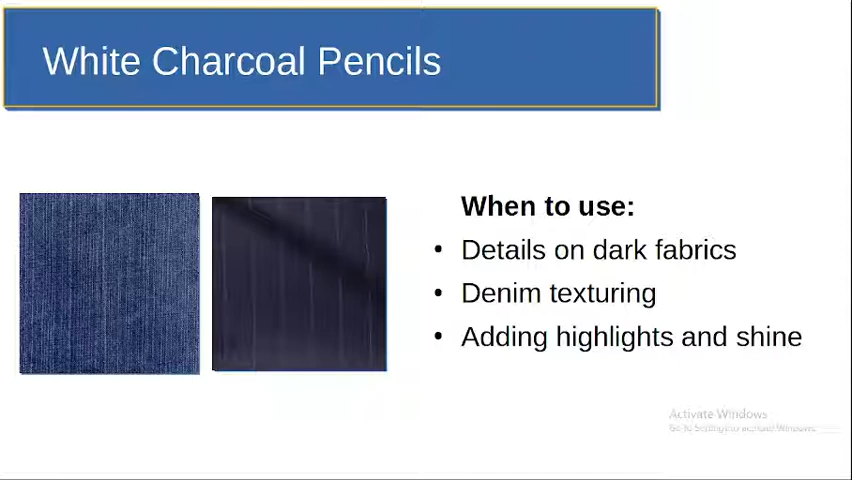 White Charcoal Pencils
When to use:
• Details on dark fabrics
• Denim texturing
• Adding highlights and shine
Activate Windows
Go to Settings to activate Windows.